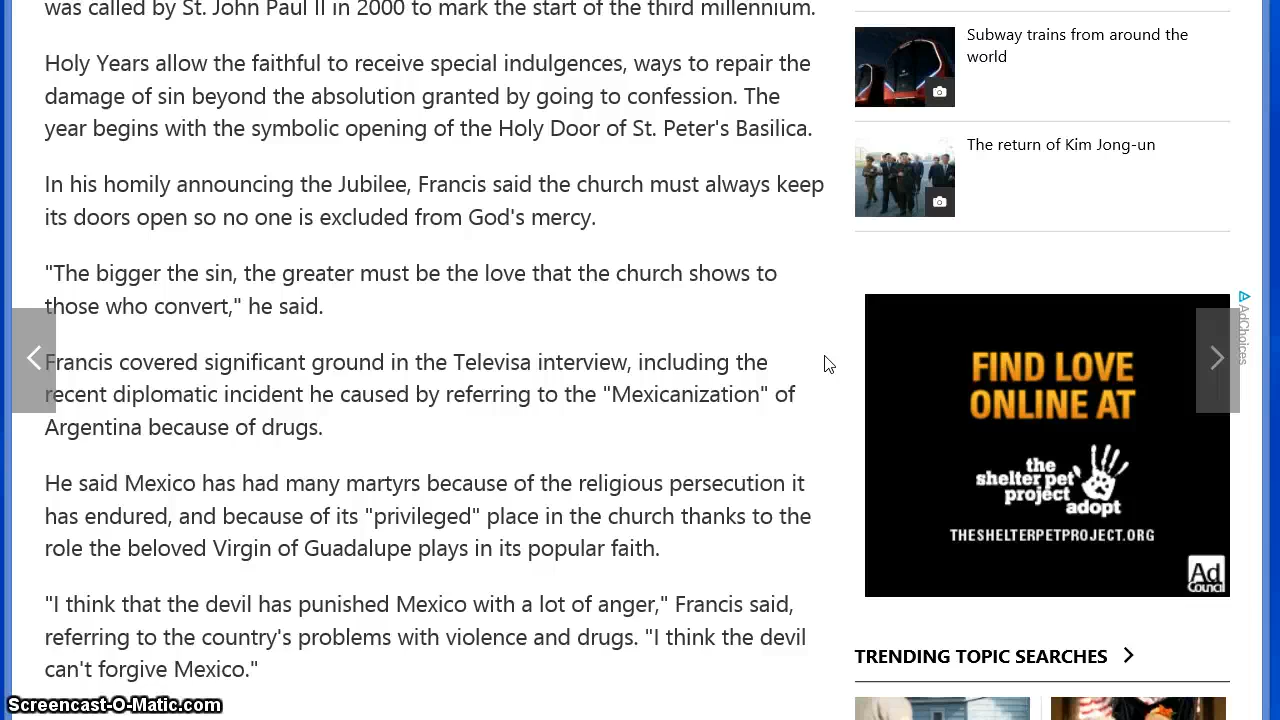 was called by St. John Paul II in 2000 to mark the start of the third millennium.
Holy Years allow the faithful to receive special indulgences, ways to repair the
damage of sin beyond the absolution granted by going to confession. The
year begins with the symbolic opening of the Holy Door of St. Peter's Basilica.
In his homily announcing the Jubilee, Francis said the church must always keep
its doors open so no one is excluded from God's mercy.
"The bigger the sin, the greater must be the love that the church shows to
those who convert," he said.
Francis covered significant ground in the Televisa interview, including the
recent diplomatic incident he caused by referring to the "Mexicanization" of
Argentina because of drugs.
He said Mexico has had many martyrs because of the religious persecution it
has endured, and because of its "privileged" place in the church thanks to the
role the beloved Virgin of Guadalupe plays in its popular faith.
"I think that the devil has punished Mexico with a lot of anger," Francis said,
referring to the country's problems with violence and drugs. "I think the devil
can't forgive Mexico."
Screencast-O-Matic.com
Subway trains from around the
world
The return of Kim Jong-un
AdChoices
FIND LOVE
ONLINE AT
the
shelter pet
project
adopt
THESHELTERPETPROJECT.ORG
Ad
Council
TRENDING TOPIC SEARCHES